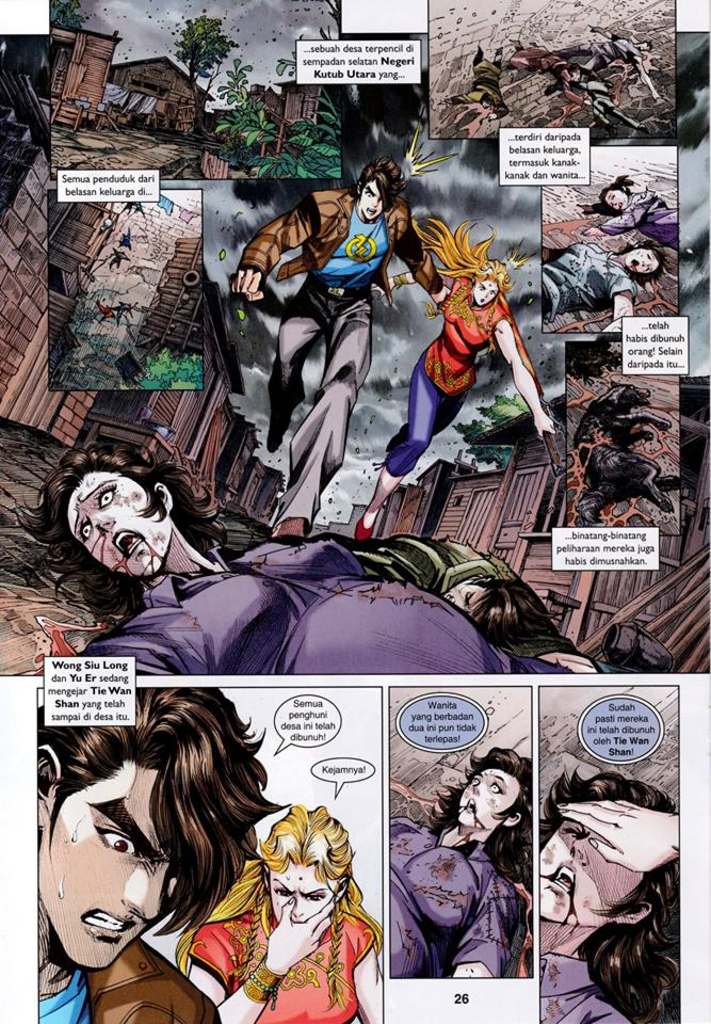 ...sebuah desa terpencil di
sempadan selatan Negeri
Kutub Utara yang...
Semua penduduk dari
belasan keluarga di...
...terdiri daripada
belasan keluarga,
termasuk kanak-
kanak dan wanita...
...telah
habis dibunuh
orang! Selain
daripada itu...
...binatang-binatang
peliharaan mereka juga
habis dimusnahkan.
Wong Siu Long
dan Yu Er sedang
mengejar Tie Wan
Shan yang telah
sampai di desa itu.
Semua
penghuni
desa ini telah
dibunuh!
Kejamnya!
Wanita
yang berbadan
dua ini pun tidak
terlepas!
Sudah
pasti mereka
ini telah dibunuh
oleh Tie Wan
Shan!
26